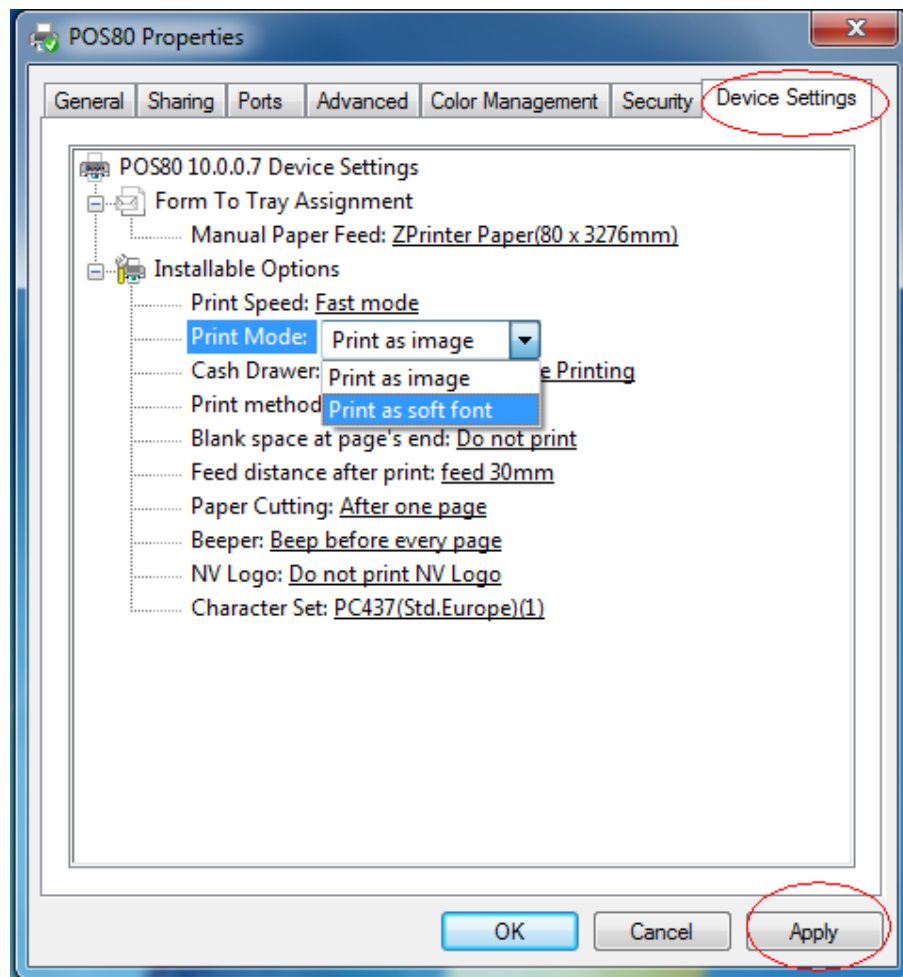 POS80 Properties
General Sharing Ports Advanced Color Management Security Device Settings
POS80 10.0.0.7 Device Settings
Form To Tray Assignment
Manual Paper Feed: ZPrinter Paper(80 x 3276mm)
Installable Options
Print Speed: Fast mode
Print Mode: Print as image
Cash Drawer: Print as image Printing
Print method Print as soft font
Blank space at page's end: Do not print
Feed distance after print: feed 30mm
Paper Cutting: After one page
Beeper: Beep before every page
NV Logo: Do not print NV Logo
Character Set: PC437(Std.Europe)(1)
OK Cancel Apply